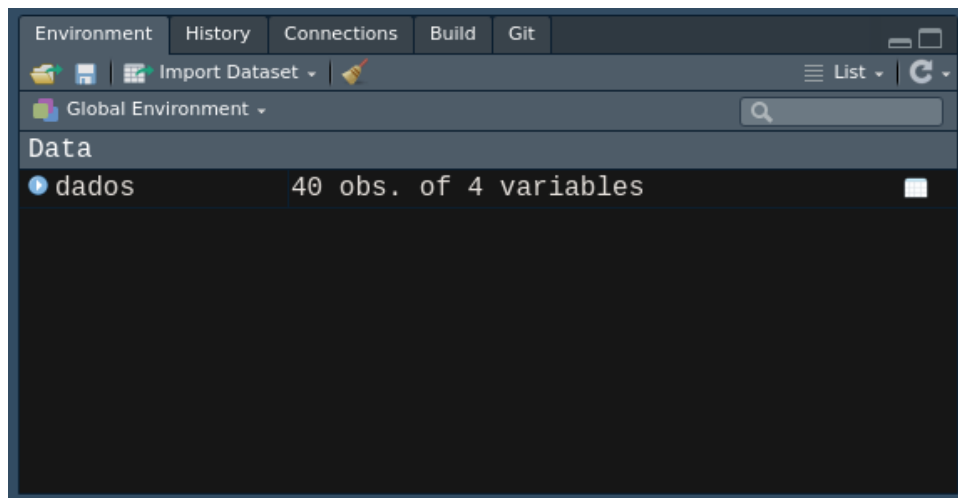 Environment History Connections Build Git
Import Dataset List
Global Environment
Data
dados 40 obs. of 4 variables